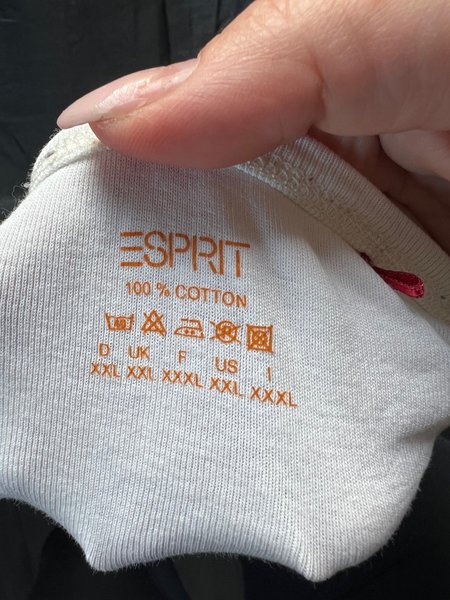 ESPRIT
100 % COTTON
D UK F US I
XXL XXL XXXL XXL XXXL